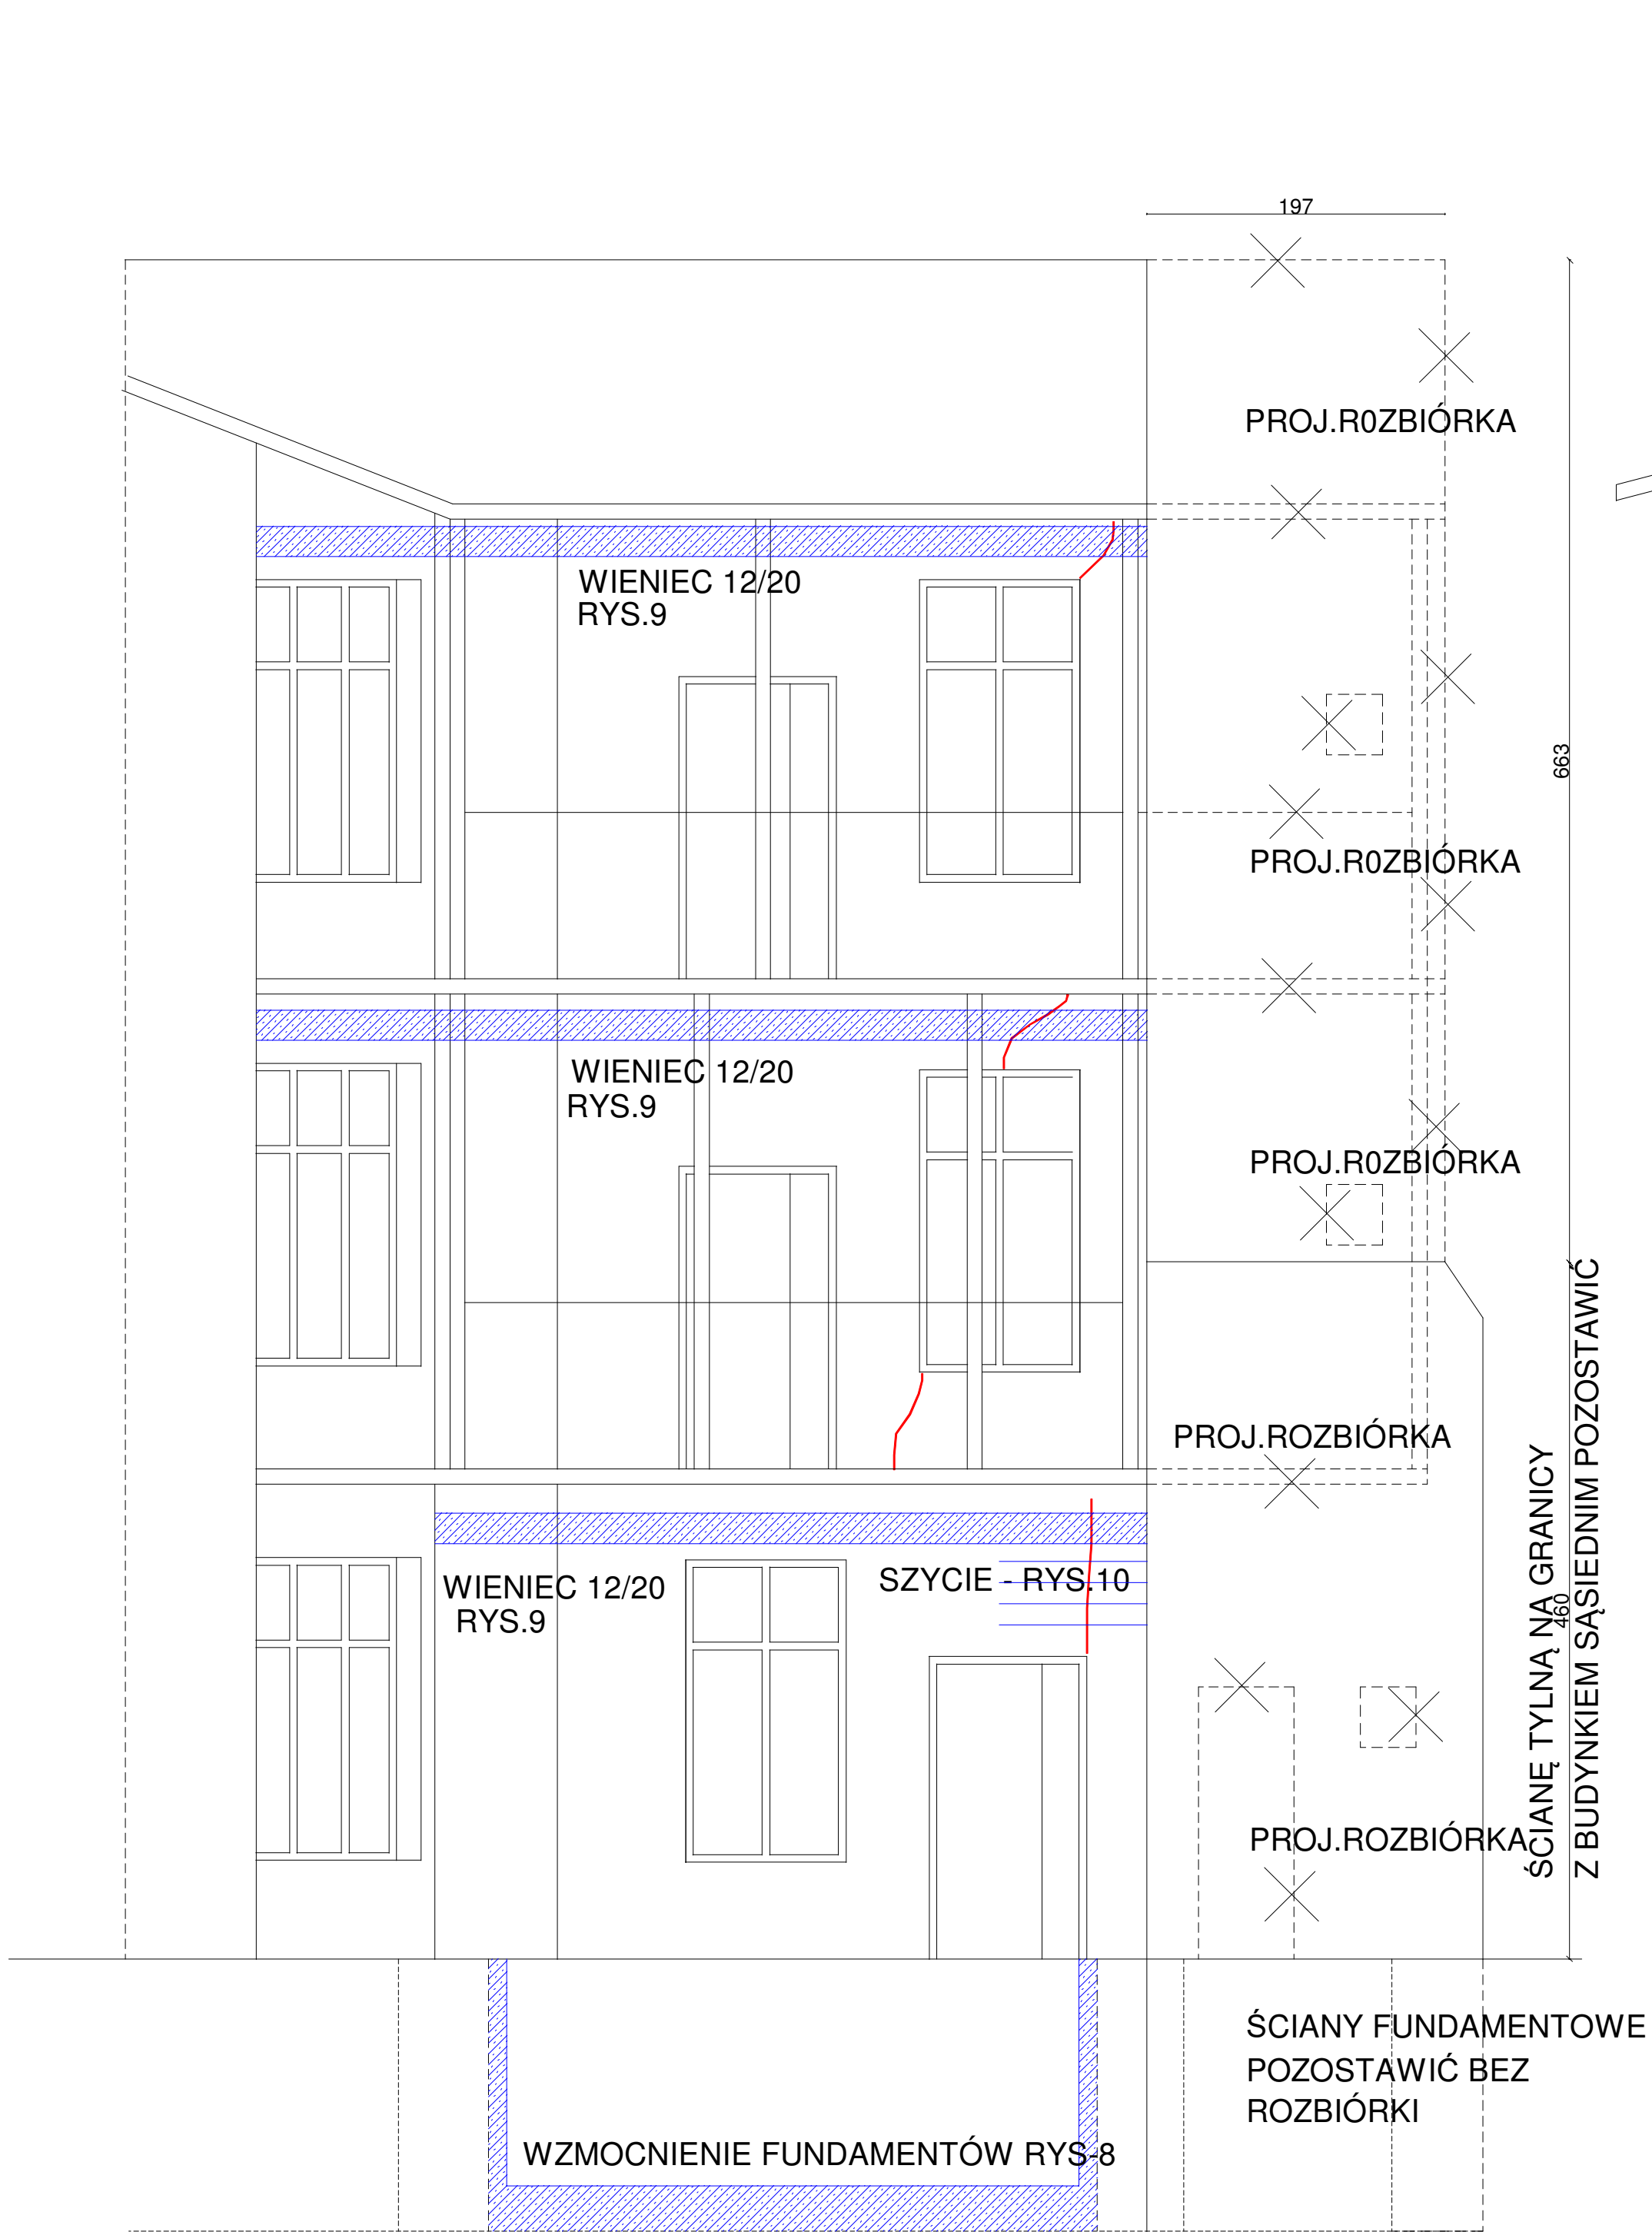 197
PROJ.R0ZBIÓRKA
WIENIEC 12/20
RYS.9
663
PROJ.R0ZBIÓRKA
WIENIEC 12/20
RYS.9
PROJ.R0ZBIÓRKA
PROJ.ROZBIÓRKA
WIENIEC 12/20
RYS.9
SZYCIE - RYS.10
460
ŚCIANĘ TYLNĄ NA GRANICY
Z BUDYNKIEM SĄSIEDNIM POZOSTAWIĆ
PROJ.ROZBIÓRKA
ŚCIANY FUNDAMENTOWE
POZOSTAWIĆ BEZ
ROZBIÓRKI
WZMOCNIENIE FUNDAMENTÓW RYS-8